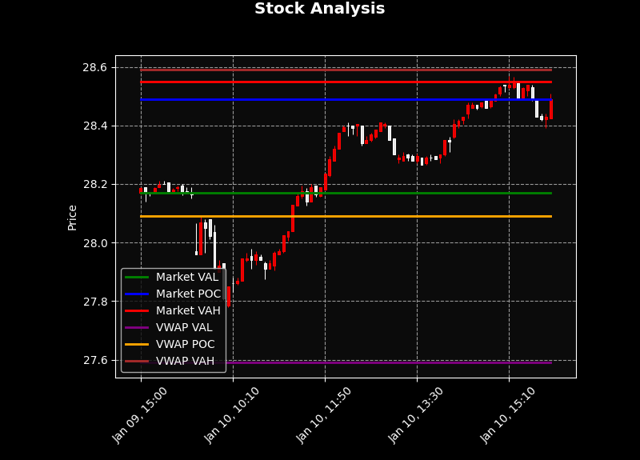 Stock Analysis
Price
28.6
28.4
28.2
28.0
27.8
27.6
Market VAL
Market POC
Market VAH
VWAP VAL
VWAP POC
VWAP VAH
Jan 09, 15:00
Jan 10, 10:10
Jan 10, 11:50
Jan 10, 13:30
Jan 10, 15:10